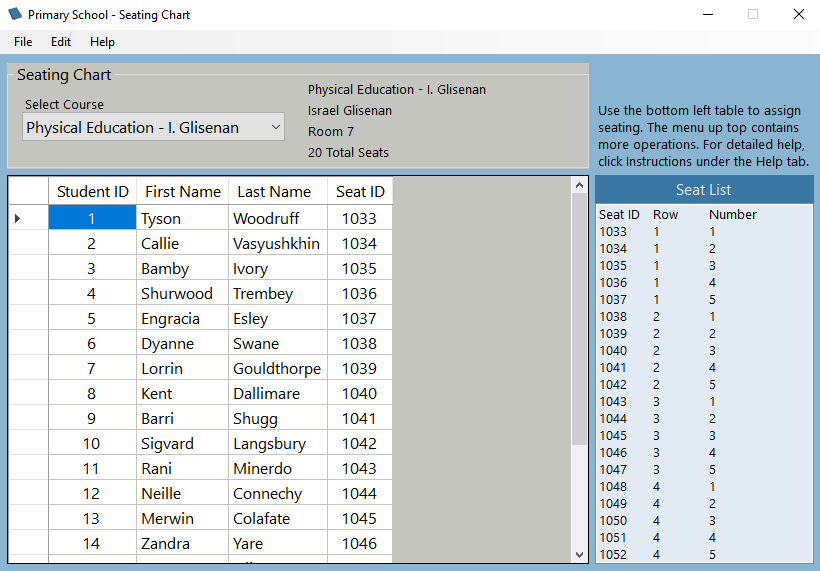 Primary School - Seating Chart
File Edit Help
Seating Chart
Select Course
Physical Education - I. Glisenan
Physical Education - I. Glisenan
Israel Glisenan
Room 7
20 Total Seats
Use the bottom left table to assign
seating. The menu up top contains
more operations. For detailed help,
click Instructions under the Help tab.
Student ID First Name Last Name Seat ID
1 Tyson Woodruff 1033
2 Callie Vasyushkhin 1034
3 Bamby Ivory 1035
4 Shurwood Trembey 1036
5 Engracia Esley 1037
6 Dyanne Swane 1038
7 Lorrin Gouldthorpe 1039
8 Kent Dallimare 1040
9 Barri Shugg 1041
10 Sigvard Langsbury 1042
11 Rani Minerdo 1043
12 Neille Connechy 1044
13 Merwin Colafate 1045
14 Zandra Yare 1046
Seat List
Seat ID Row Number
1033 1 1
1034 1 2
1035 1 3
1036 1 4
1037 1 5
1038 2 1
1039 2 2
1040 2 3
1041 2 4
1042 2 5
1043 3 1
1044 3 2
1045 3 3
1046 3 4
1047 3 5
1048 4 1
1049 4 2
1050 4 3
1051 4 4
1052 4 5